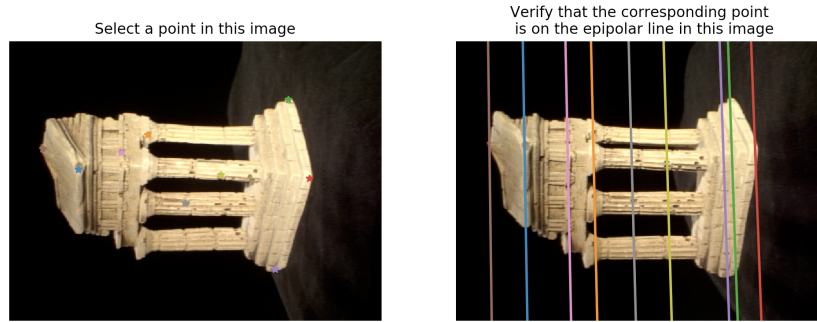 Select a point in this image
Verify that the corresponding point
is on the epipolar line in this image